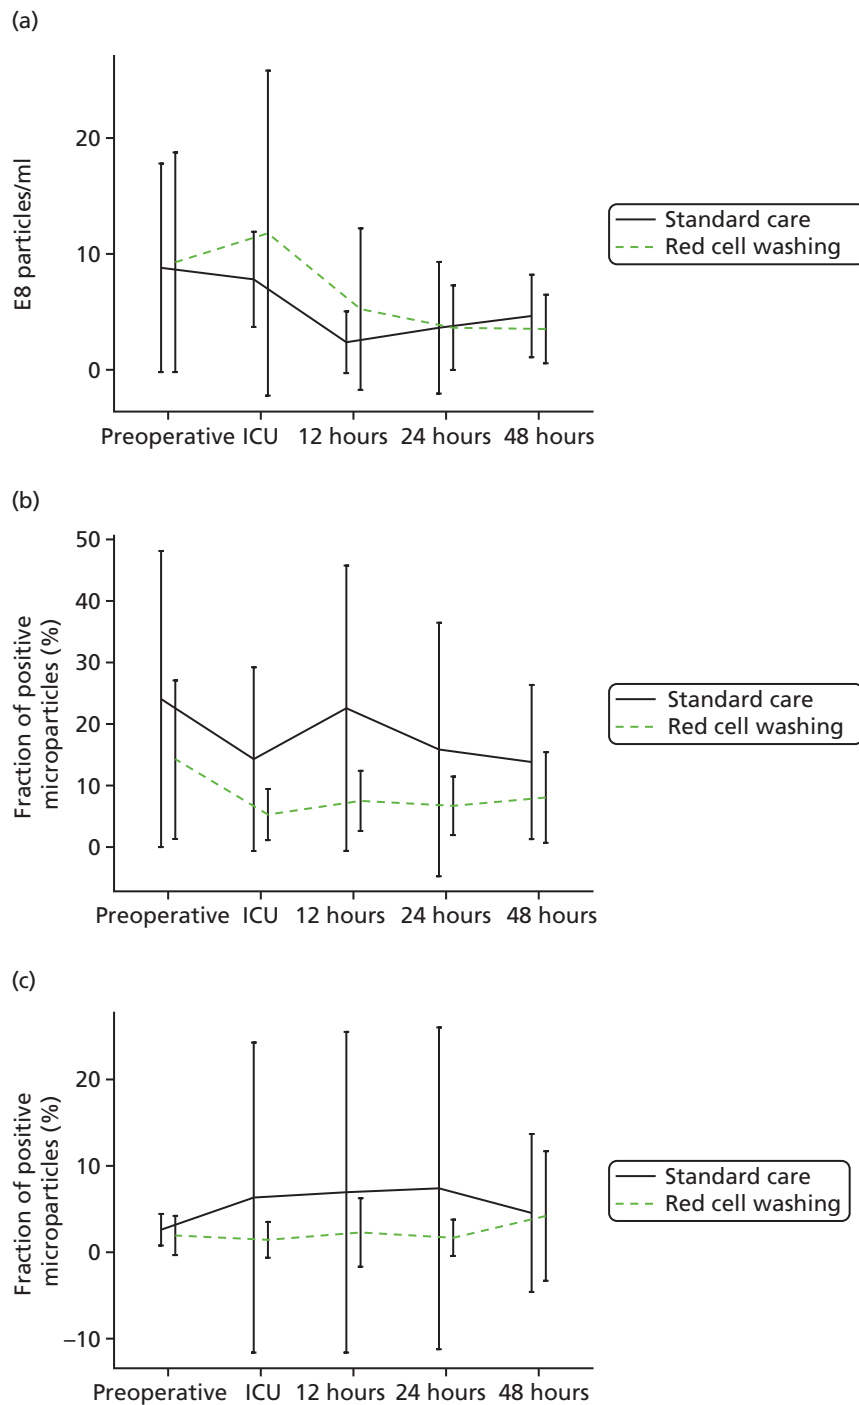 (a)
E8 particles/ml
20
10
0
Preoperative ICU 12 hours 24 hours 48 hours
Standard care
Red cell washing
(b)
Fraction of positive
microparticles (%)
50
40
30
20
10
0
Preoperative ICU 12 hours 24 hours 48 hours
Standard care
Red cell washing
(c)
Fraction of positive
microparticles (%)
20
10
0
–10
Preoperative ICU 12 hours 24 hours 48 hours
Standard care
Red cell washing